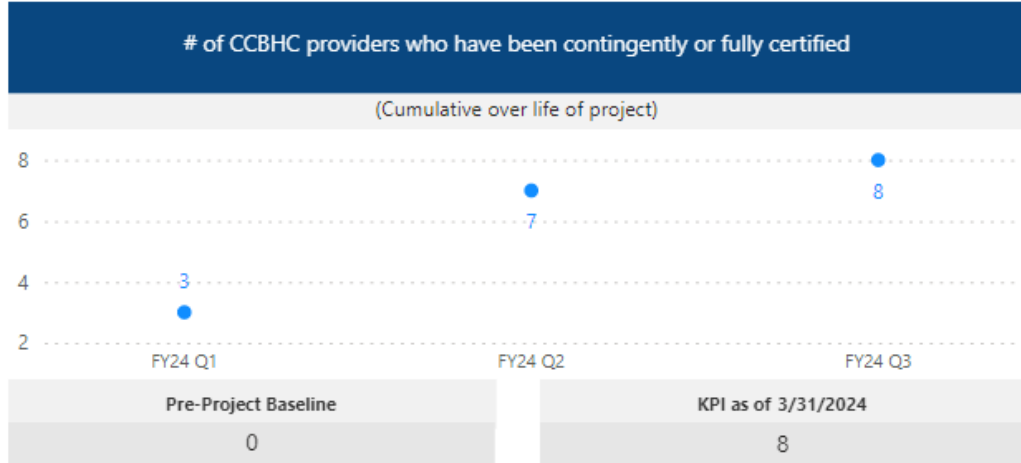 # of CCBHC providers who have been contingently or fully certified
(Cumulative over life of project)
8
8
7
6
3
4
2
FY24 Q1 FY24 Q2 FY24 Q3
Pre-Project Baseline KPI as of 3/31/2024
0 8